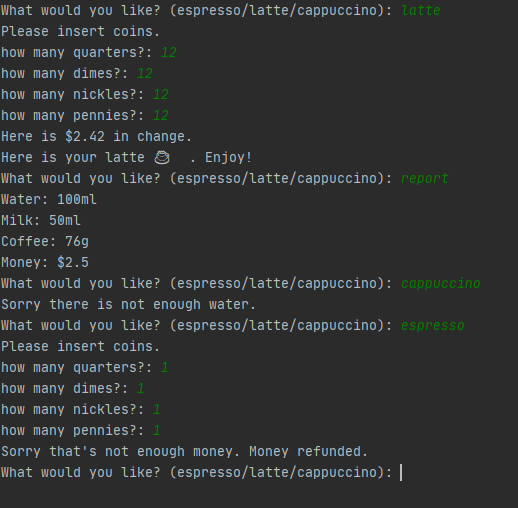 What would you like? (espresso/latte/cappuccino): latte
Please insert coins.
how many quarters?: 12
how many dimes?: 12
how many nickles?: 12
how many pennies?: 12
Here is $2.42 in change.
Here is your latte ☕ . Enjoy!
What would you like? (espresso/latte/cappuccino): report
Water: 100ml
Milk: 50ml
Coffee: 76g
Money: $2.5
What would you like? (espresso/latte/cappuccino): cappuccino
Sorry there is not enough water.
What would you like? (espresso/latte/cappuccino): espresso
Please insert coins.
how many quarters?: 1
how many dimes?: 1
how many nickles?: 1
how many pennies?: 1
Sorry that's not enough money. Money refunded.
What would you like? (espresso/latte/cappuccino):